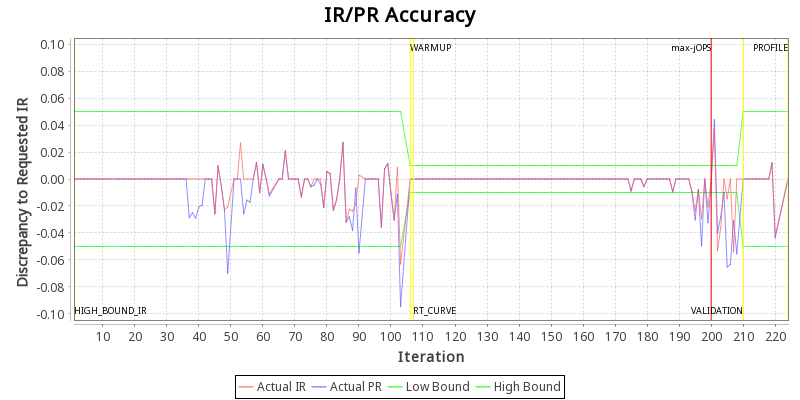 IR/PR Accuracy
Discrepancy to Requested IR
0.10
0.08
0.06
0.04
0.02
0.00
-0.02
-0.04
-0.06
-0.08
-0.10
WARMUP
max-jOPS
PROFILE
HIGH_BOUND_IR
RT_CURVE
VALIDATION
10 20 30 40 50 60 70 80 90 100 110 120 130 140 150 160 170 180 190 200 210 220
Iteration
Actual IR Actual PR Low Bound High Bound